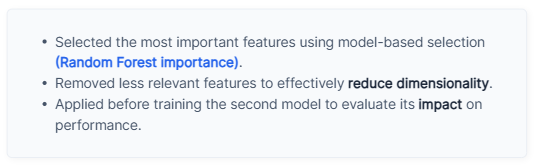 • Selected the most important features using model-based selection
(Random Forest importance).
• Removed less relevant features to effectively reduce dimensionality.
• Applied before training the second model to evaluate its impact on
performance.